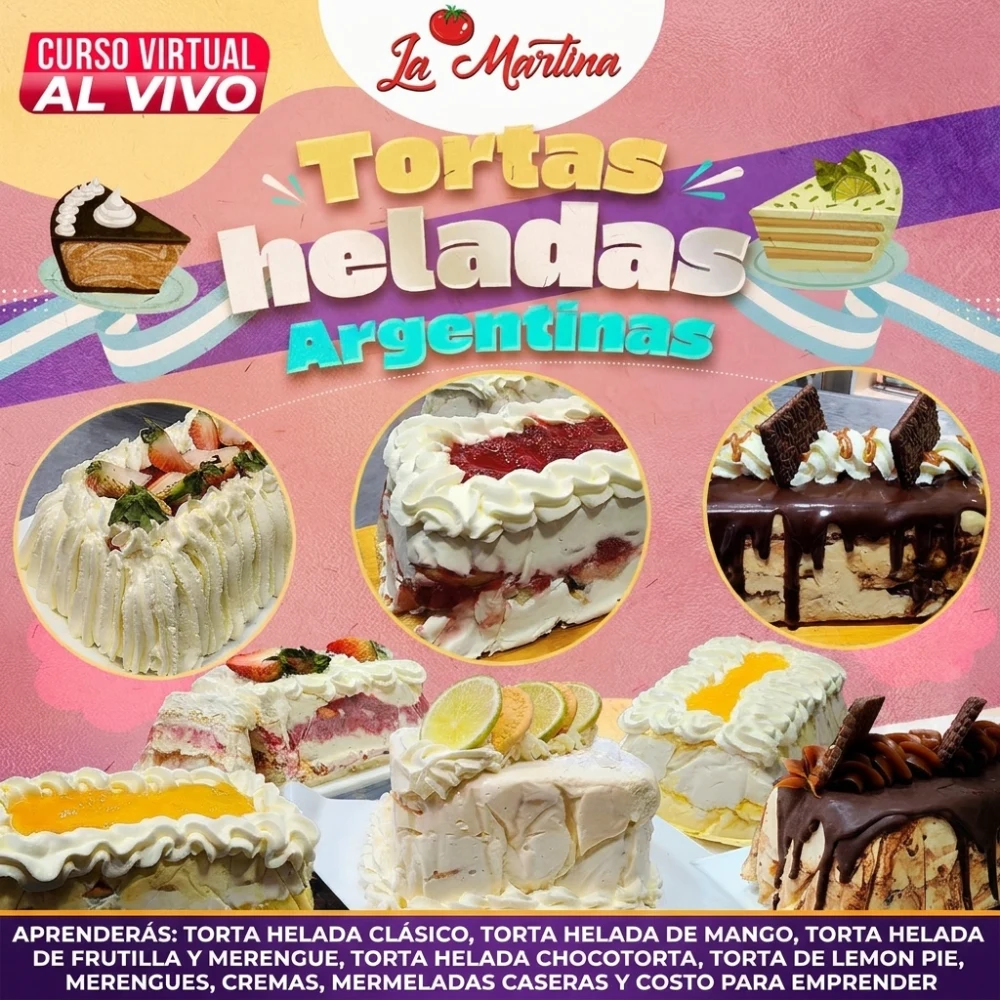 CURSO VIRTUAL
AL VIVO
La Martina
Tortas
heladas
Argentinas
APRENDERÁS: TORTA HELADA CLÁSICO, TORTA HELADA DE MANGO, TORTA HELADA
DE FRUTILLA Y MERENGUE, TORTA HELADA CHOCOTORTA, TORTA DE LEMON PIE,
MERENGUES, CREMAS, MERMELADAS CASERAS Y COSTO PARA EMPRENDER